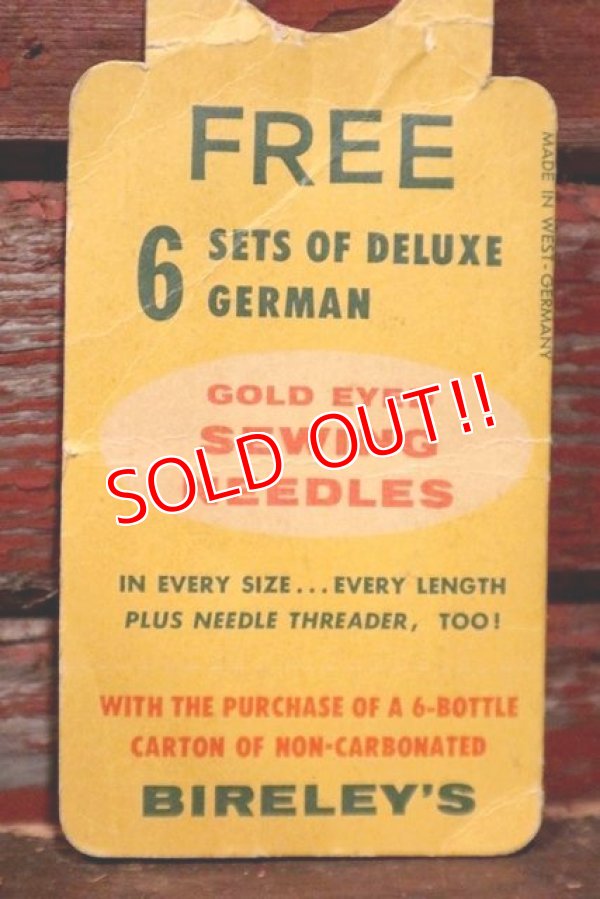 FREE
6 SETS OF DELUXE
GERMAN
MADE IN WEST-GERMANY
GOLD
SEWING
NEEDLES
SOLD OUT!!
IN EVERY SIZE...EVERY LENGTH
PLUS NEEDLE THREADER, TOO!
WITH THE PURCHASE OF A 6-BOTTLE
CARTON OF NON-CARBONATED
BIRELEY'S